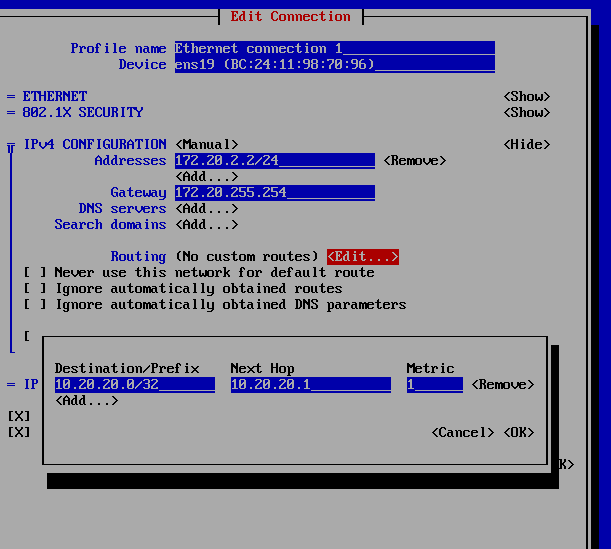 Edit Connection
Profile name Ethernet connection 1
Device ens19 (BC:24:11:98:70:96)
= ETHERNET <Show>
= 802.1X SECURITY <Show>
= IPv4 CONFIGURATION <Manual> <Hide>
Addresses 172.20.2.2/24 <Remove>
<Add...>
Gateway 172.20.255.254
DNS servers <Add...>
Search domains <Add...>
Routing (No custom routes) <Edit...>
[ ] Never use this network for default route
[ ] Ignore automatically obtained routes
[ ] Ignore automatically obtained DNS parameters
[
Destination/Prefix Next Hop Metric
= IP 10.20.20.0/32 10.20.20.1 1 <Remove>
<Add...>
[X]
[X] <Cancel> <OK>
K>